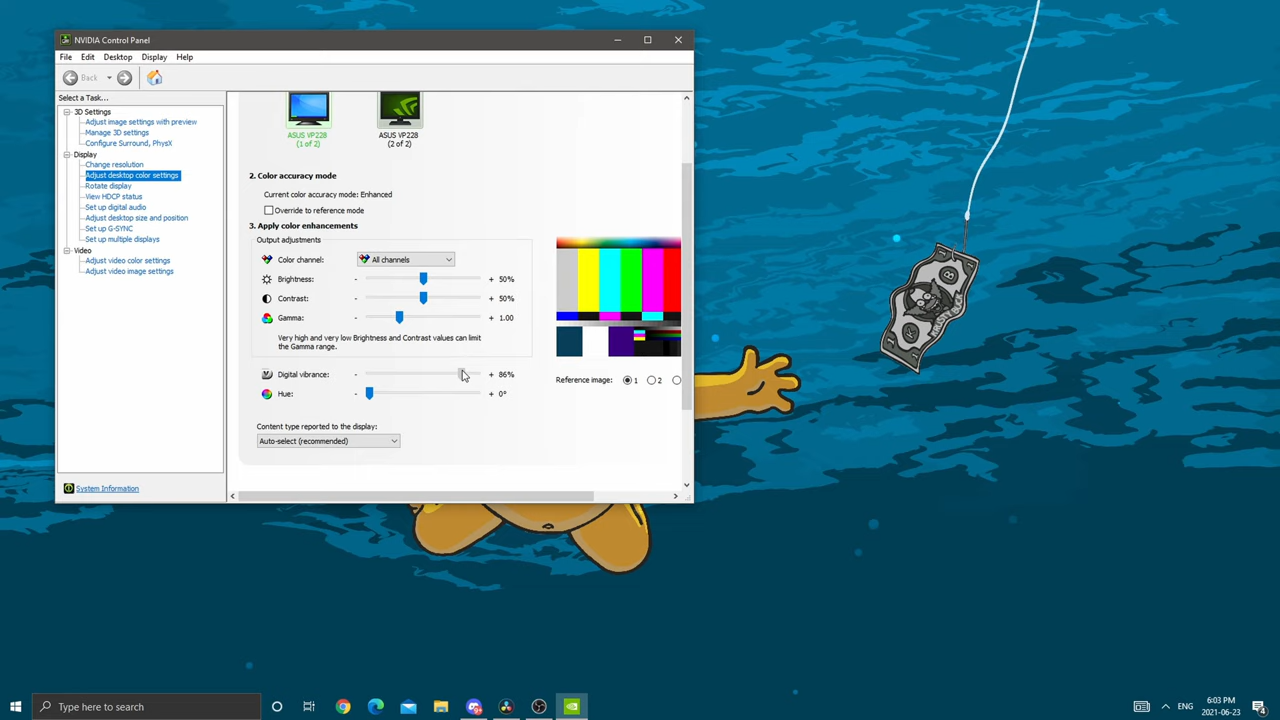 NVIDIA Control Panel
File Edit Desktop Display Help
Back
Select a Task...
3D Settings
Adjust image settings with preview
Manage 3D settings
Configure Surround, PhysX
Display
Change resolution
Adjust desktop color settings
Rotate display
View HDCP status
Set up digital audio
Adjust desktop size and position
Set up G-SYNC
Set up multiple displays
Video
Adjust video color settings
Adjust video image settings
System Information
ASUS VP228
(1 of 2)
ASUS VP228
(2 of 2)
2. Color accuracy mode
Current color accuracy mode: Enhanced
Override to reference mode
3. Apply color enhancements
Output adjustments
Color channel: All channels
Brightness: - + 50%
Contrast: - + 50%
Gamma: - + 1.00
Very high and very low Brightness and Contrast values can limit
the Gamma range.
Digital vibrance: - + 86%
Hue: - + 0°
Reference image: 1 2
Content type reported to the display:
Auto-select (recommended)
Type here to search
ENG
6:03 PM
2021-06-23
4